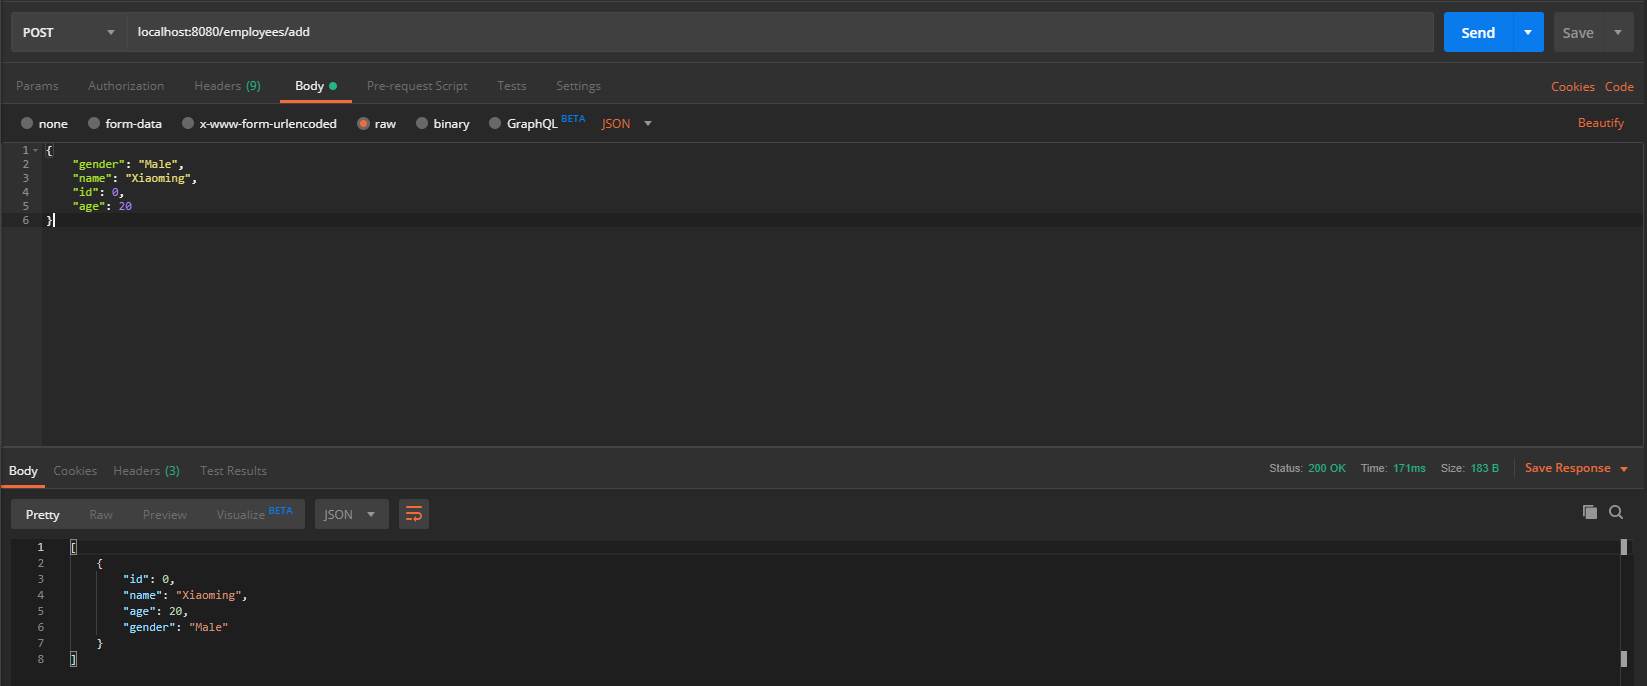 POST localhost:8080/employees/add Send Save
Params Authorization Headers (9) Body Pre-request Script Tests Settings Cookies Code
none form-data x-www-form-urlencoded raw binary GraphQL BETA JSON Beautify
1 {
2 "gender": "Male",
3 "name": "Xiaoming",
4 "id": 0,
5 "age": 20
6 }
Body Cookies Headers (3) Test Results Status: 200 OK Time: 171ms Size: 183 B Save Response
Pretty Raw Preview Visualize BETA JSON
1 [
2 {
3 "id": 0,
4 "name": "Xiaoming",
5 "age": 20,
6 "gender": "Male"
7 }
8 ]